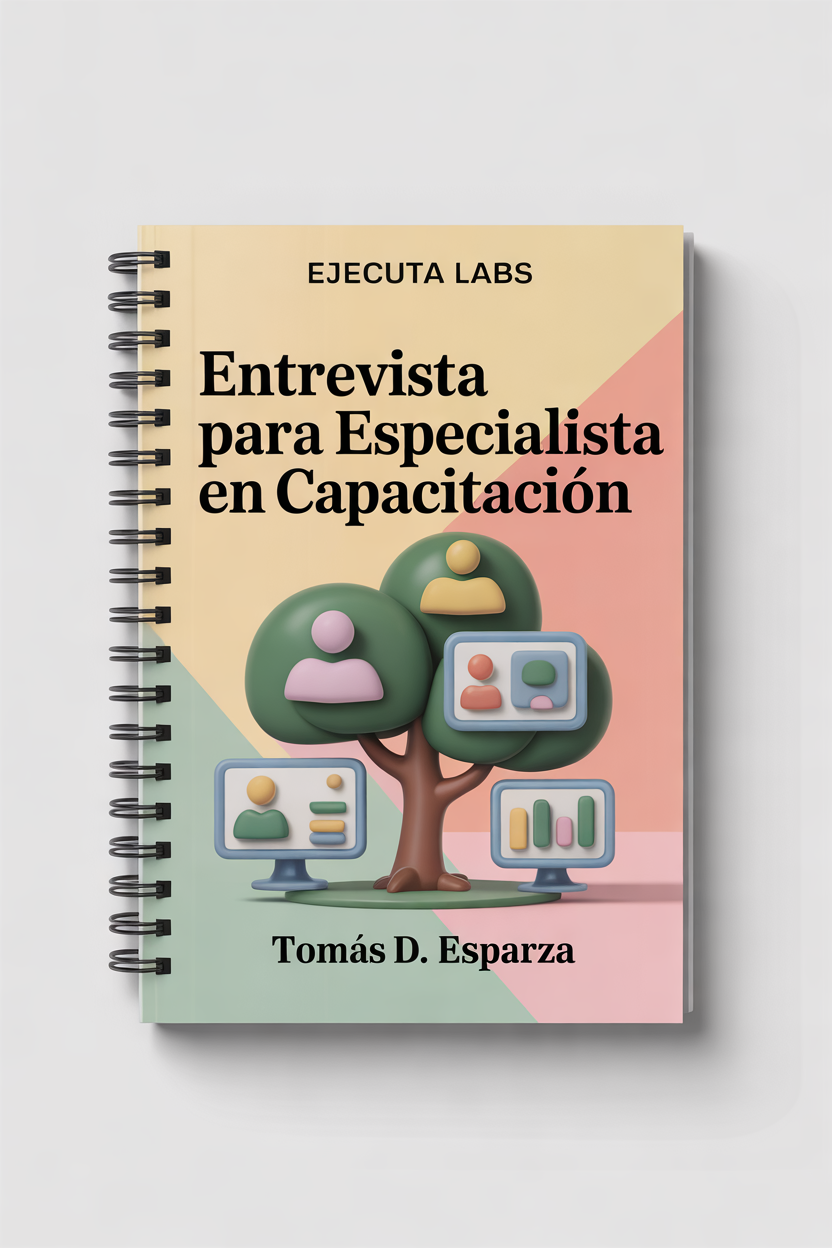 EJECUTA LABS
Entrevista
para Especialista
en Capacitación
Tomás D. Esparza